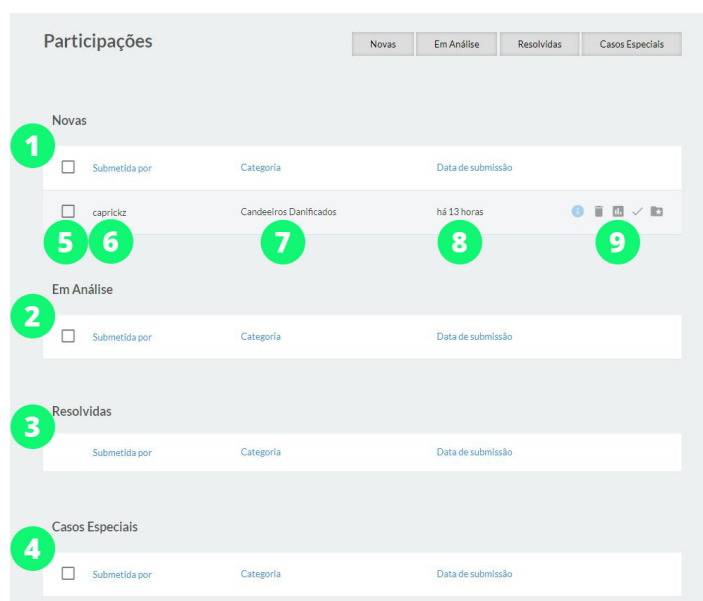 Participações
Novas Em Análise Resolvidas Casos Especiais
Novas
1
Submetida por Categoria Data de submissão
caprickz Candeeiros Danificados há 13 horas
5 6 7 8 9
Em Análise
2
Submetida por Categoria Data de submissão
Resolvidas
3
Submetida por Categoria Data de submissão
Casos Especiais
4
Submetida por Categoria Data de submissão